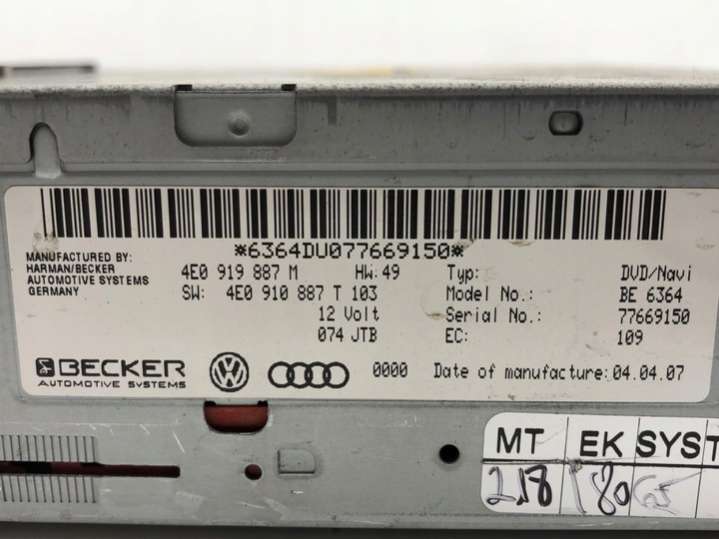 *6364DU077669150*
MANUFACTURED BY:
HARMAN/BECKER
AUTOMOTIVE SYSTEMS
GERMANY
4E0 919 887 M HW:49
SW: 4E0 910 887 T 103
12 Volt
074 JTB
Typ: DVD/Navi
Model No.: BE 6364
Serial No.: 77669150
EC: 109
BECKER
AUTOMOTIVE SYSTEMS
0000 Date of manufacture: 04.04.07
MT EK SYST
218